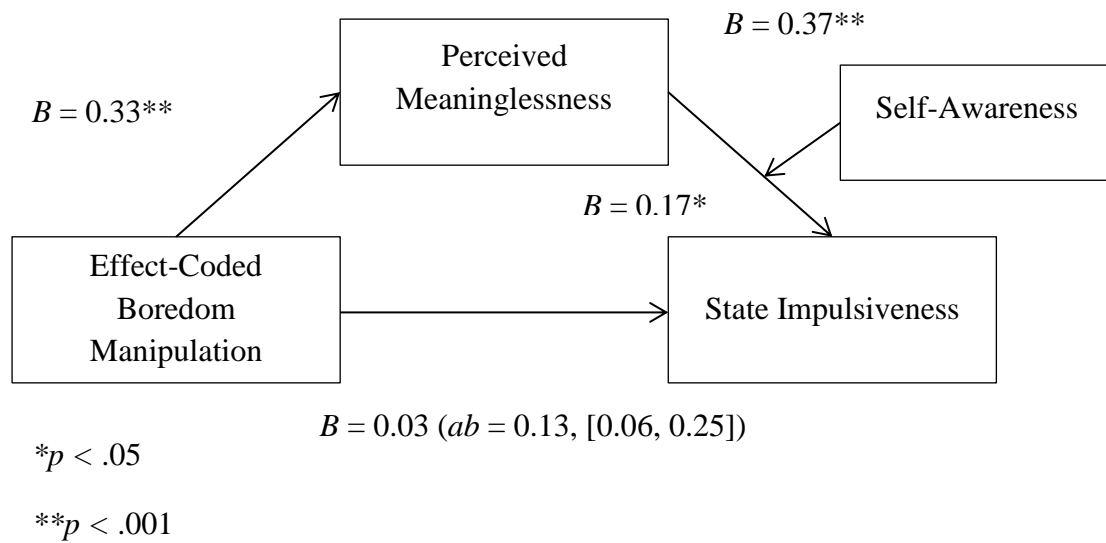 B = 0.37**
Perceived
Meaninglessness
Self-Awareness
B = 0.33**
B = 0.17*
Effect-Coded
Boredom
Manipulation
State Impulsiveness
B = 0.03 (ab = 0.13, [0.06, 0.25])
*p < .05
**p < .001